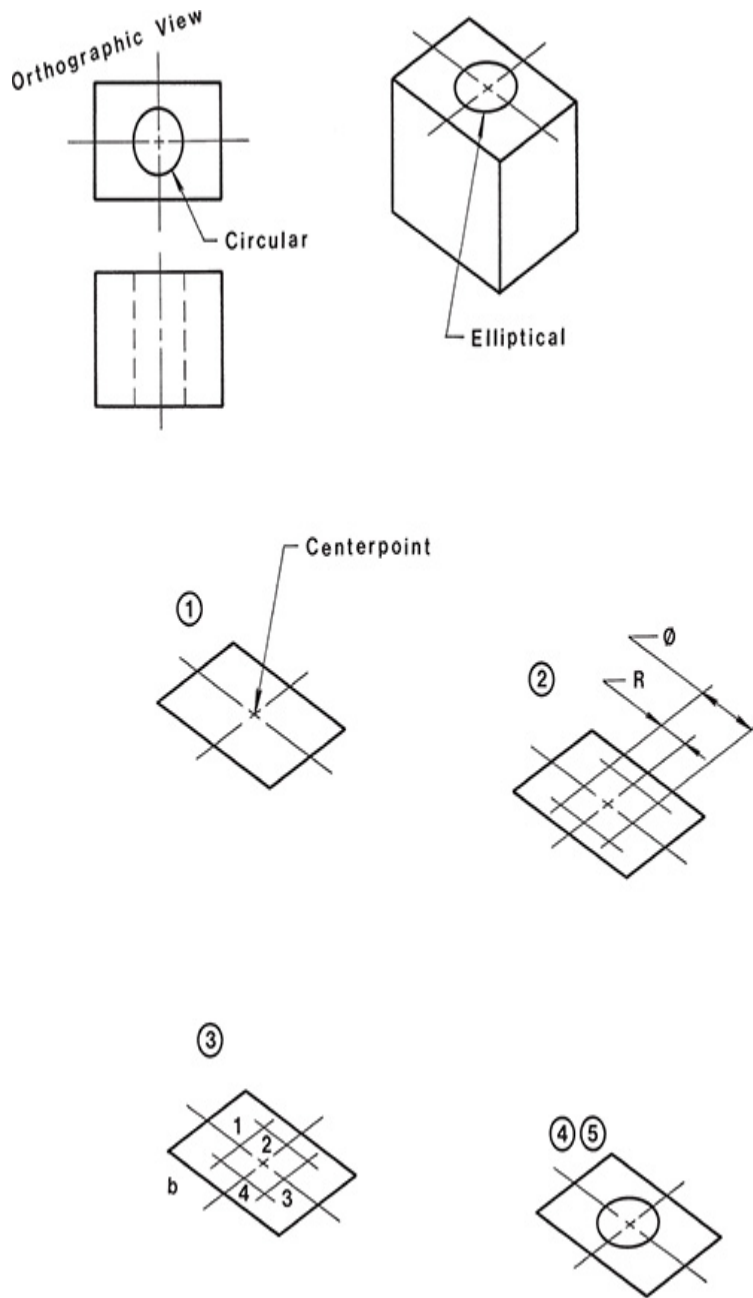 Orthographic View
Circular
Elliptical
Centerpoint
1
2
Ø
R
3
1
2
4
3
b
4 5